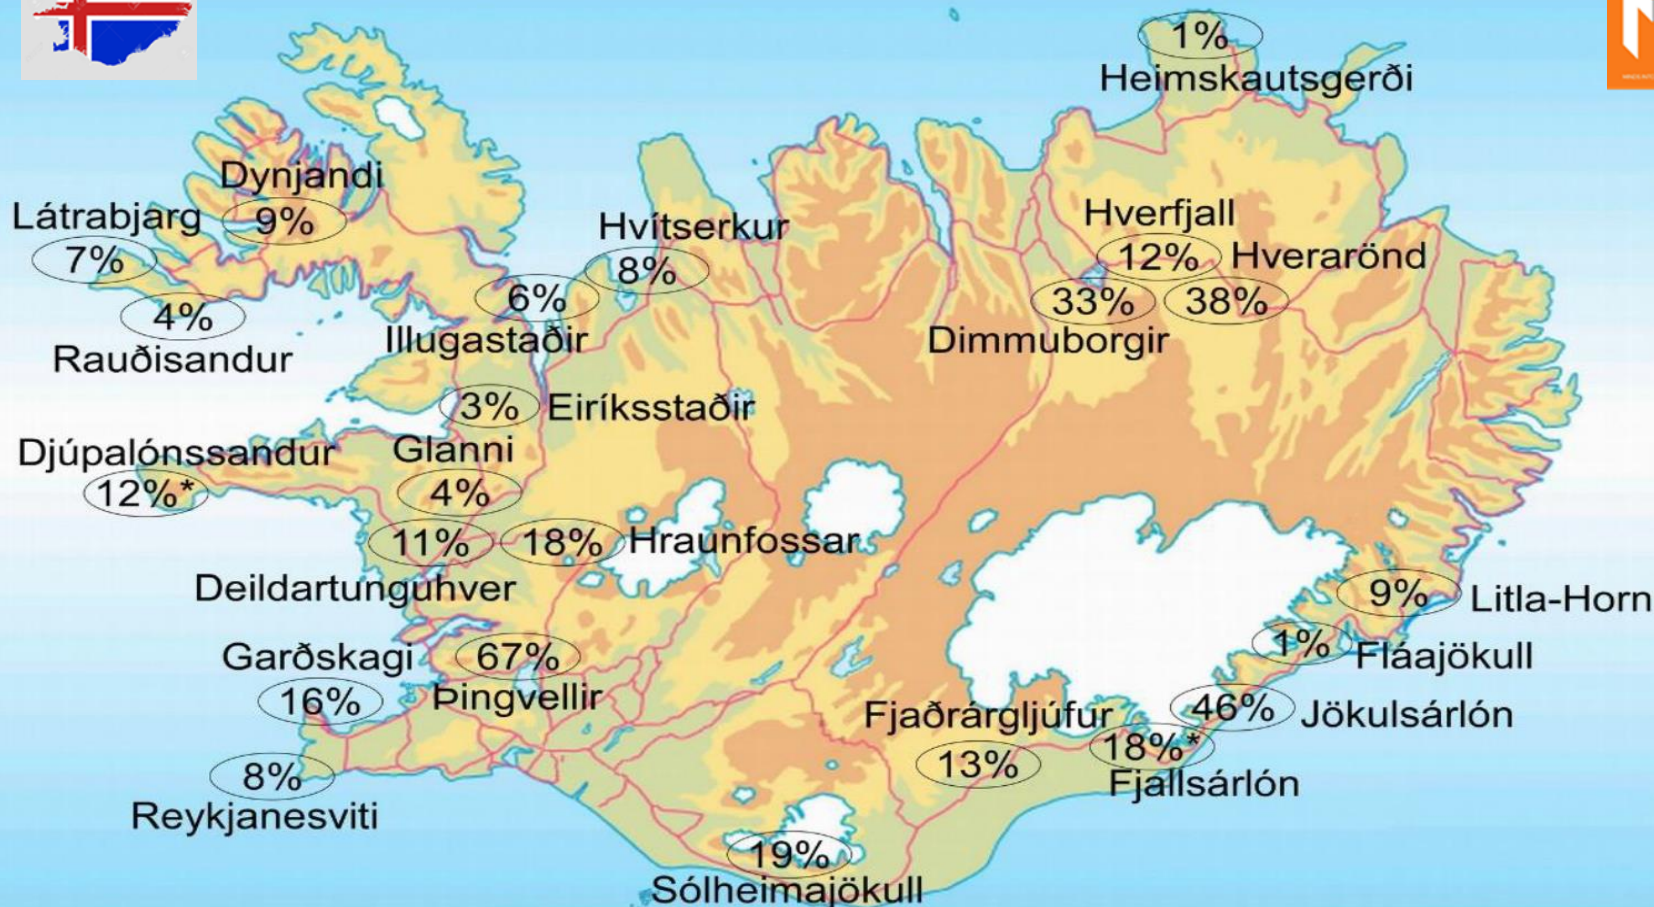 1%
Heimskautsgerði
Dynjandi
9%
Látrabjarg
7%
4%
Rauðisandur
Hvítserkur
8%
6%
Illugastaðir
Hverfjall
12%
Hverarönd
33%
38%
Dimmuborgir
3%
Eiríksstaðir
Djúpalónssandur
12%*
Glanni
4%
11%
18%
Hraunfossar
Deildartunguhver
9%
Litla-Horn
1%
Fláajökull
Garðskagi
16%
67%
Þingvellir
46%
Jökulsárlón
Fjaðrárgljúfur
13%
18%*
Fjallsárlón
8%
Reykjanesviti
19%
Sólheimajökull